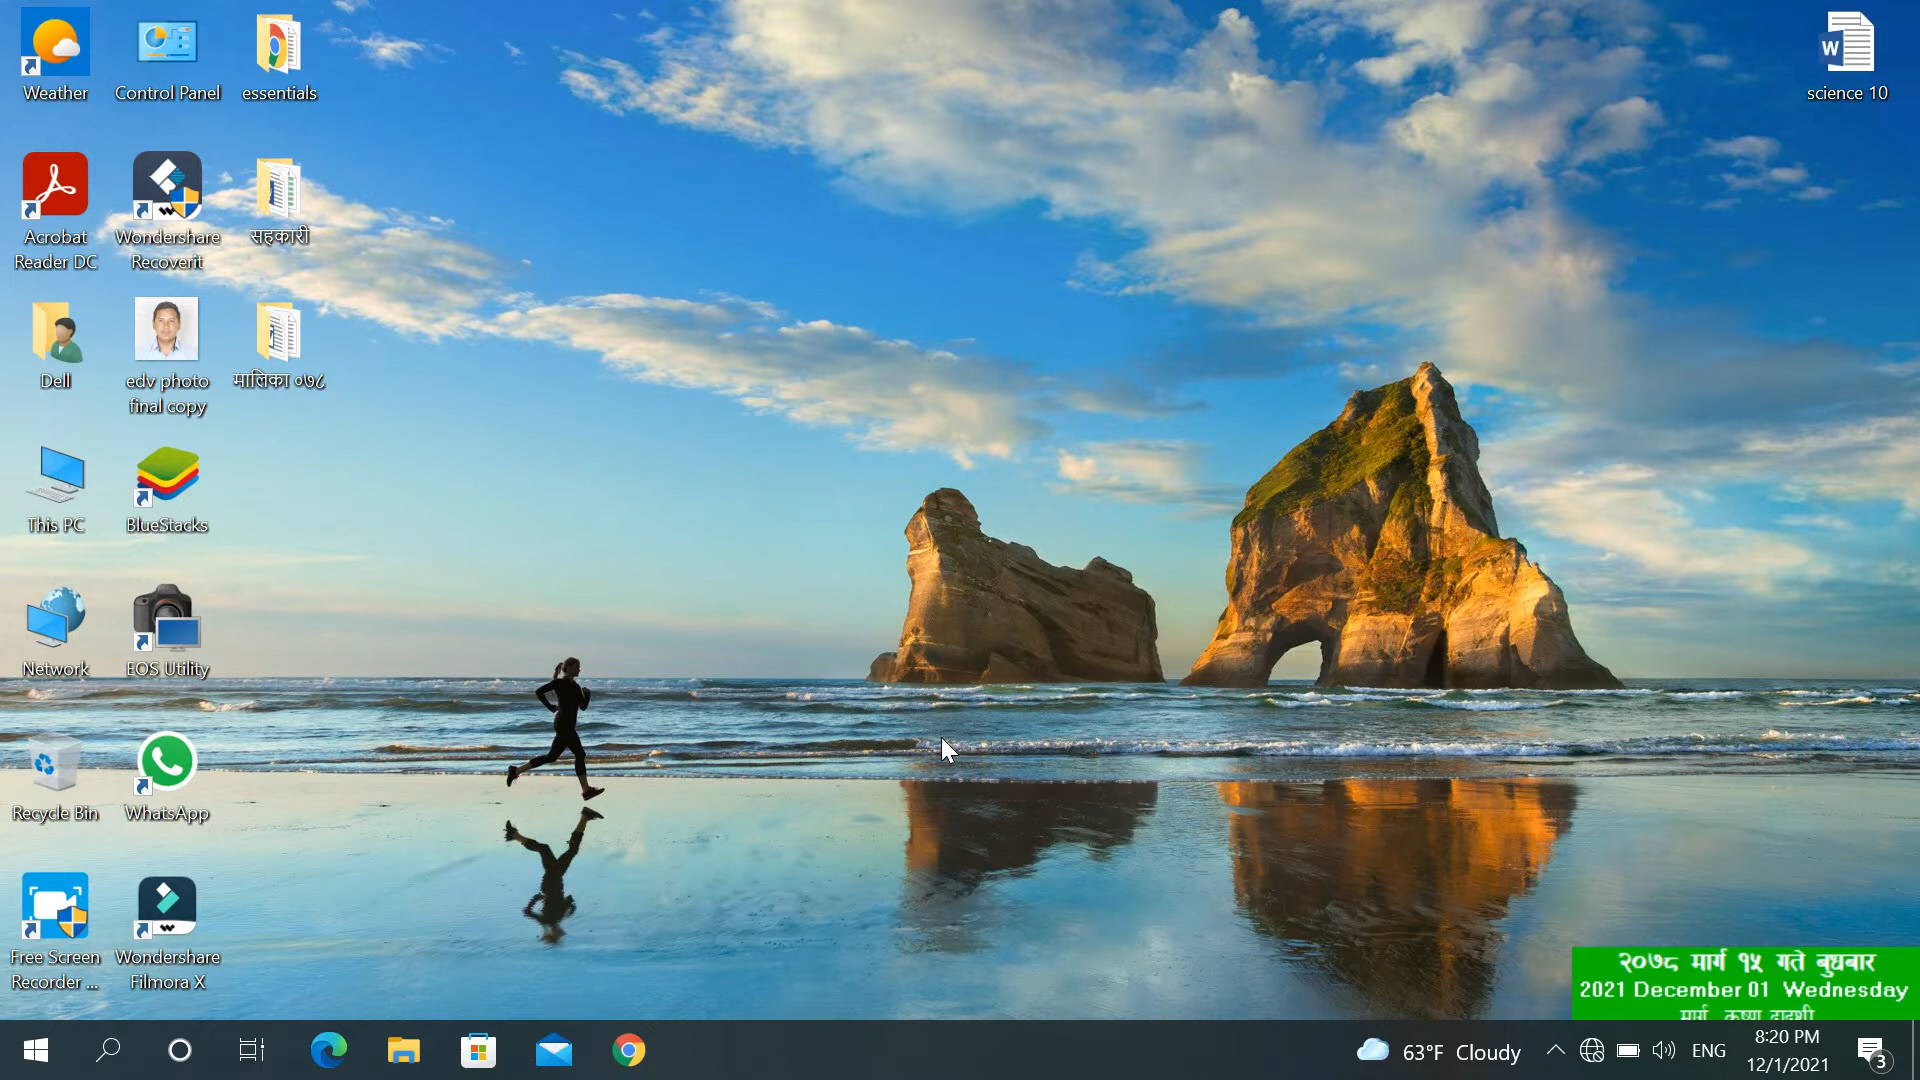 Weather
Control Panel
essentials
science 10
Acrobat
Reader DC
Wondershare
Recoverit
सहकारी
Dell
edv photo
final copy
मालिका ०७८
This PC
BlueStacks
Network
EOS Utility
Recycle Bin
WhatsApp
Free Screen
Recorder ...
Wondershare
Filmora X
२०७८ मार्ग १५ गते बुधबार
2021 December 01 Wednesday
मार्ग कृष्ण द्वादशी
63°F Cloudy
ENG
8:20 PM
12/1/2021
3